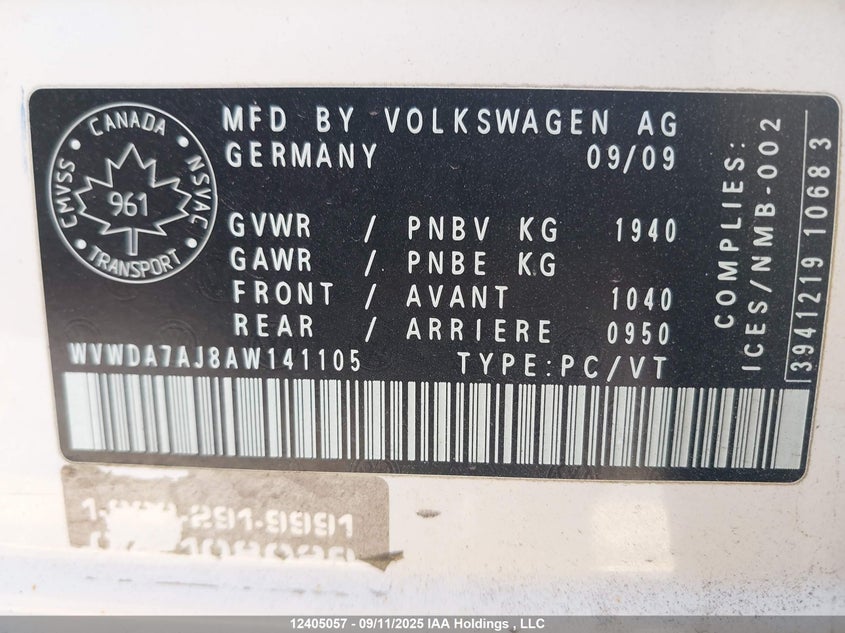 CANADA
CMVSS
NSVAC
961
TRANSPORT
MFD BY VOLKSWAGEN AG
GERMANY 09/09
GVWR / PNBV KG 1940
GAWR / PNBE KG
FRONT / AVANT 1040
REAR / ARRIERE 0950
WVWDA7AJ8AW141105 TYPE:PC/VT
COMPLIES:
ICES/NMB-002
3941219 10683
291-9991
12405057 - 09/11/2025 IAA Holdings , LLC